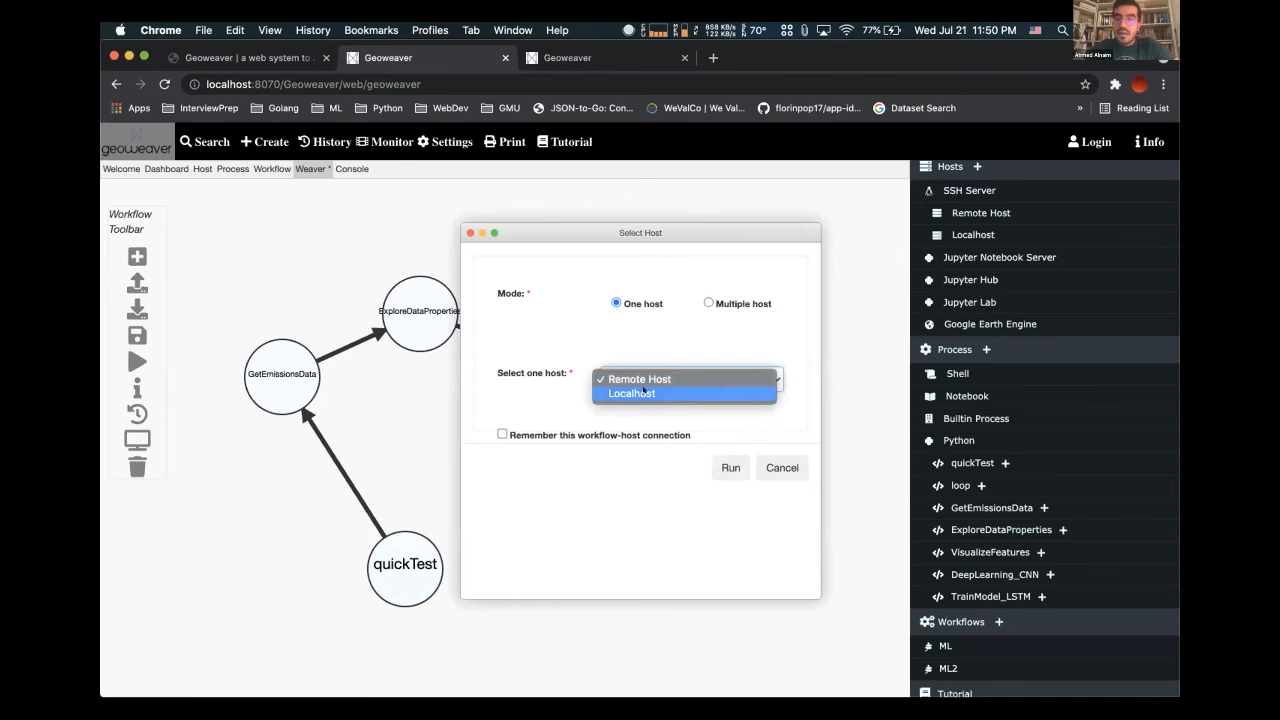 Chrome File Edit View History Bookmarks Profiles Tab Window Help 858 KB/s 122 KB/s 70° 77% Wed Jul 21 11:50 PM
Ahmed Alnaim
Geoweaver | a web system to a Geoweaver Geoweaver
localhost:8070/Geoweaver/web/geoweaver
Apps InterviewPrep Golang ML Python WebDev GMU JSON-to-Go: Con... WeValCo | We Val... florinpop17/app-id... Dataset Search » Reading List
geoweaver Search Create History Monitor Settings Print Tutorial Login Info
Welcome Dashboard Host Process Workflow Weaver * Console
Workflow
Toolbar
ExploreDataProperties
GetEmissionsData
quickTest
Select Host
Mode: * One host Multiple host
Select one host: * ✓ Remote Host
Localhost
Remember this workflow-host connection
Run Cancel
Hosts +
SSH Server
Remote Host
Localhost
Jupyter Notebook Server
Jupyter Hub
Jupyter Lab
Google Earth Engine
Process +
Shell
Notebook
Builtin Process
Python
quickTest +
loop +
GetEmissionsData +
ExploreDataProperties +
VisualizeFeatures +
DeepLearning_CNN +
TrainModel_LSTM +
Workflows +
ML
ML2
Tutorial